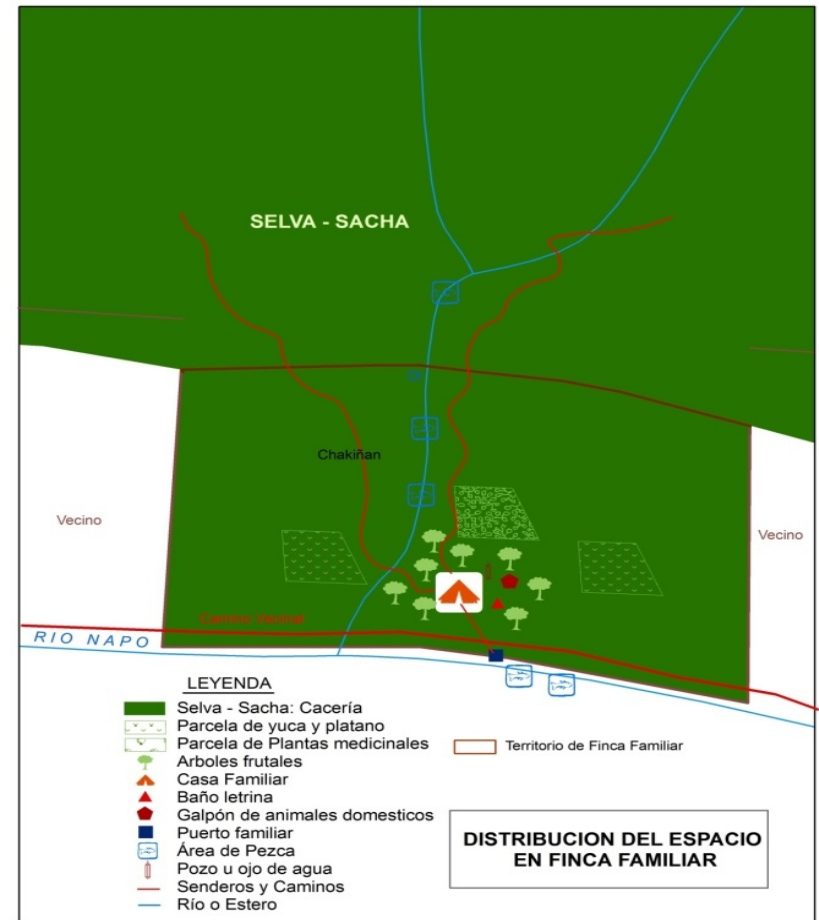 SELVA - SACHA
Chakiñan
Vecino
Vecino
Camino Vecinal
RIO NAPO
LEYENDA
Selva - Sacha: Cacería
Parcela de yuca y platano
Parcela de Plantas medicinales
Arboles frutales
Casa Familiar
Baño letrina
Galpón de animales domesticos
Puerto familiar
Área de Pezca
Pozo u ojo de agua
Senderos y Caminos
Río o Estero
Territorio de Finca Familiar
DISTRIBUCION DEL ESPACIO
EN FINCA FAMILIAR